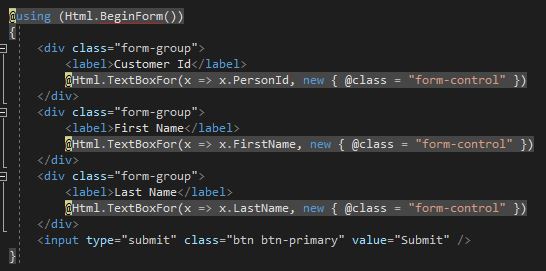 @using (Html.BeginForm())
{
    <div class="form-group">
        <label>Customer Id</label>
        @Html.TextBoxFor(x => x.PersonId, new { @class = "form-control" })
    </div>
    <div class="form-group">
        <label>First Name</label>
        @Html.TextBoxFor(x => x.FirstName, new { @class = "form-control" })
    </div>
    <div class="form-group">
        <label>Last Name</label>
        @Html.TextBoxFor(x => x.LastName, new { @class = "form-control" })
    </div>
    <input type="submit" class="btn btn-primary" value="Submit" />
}